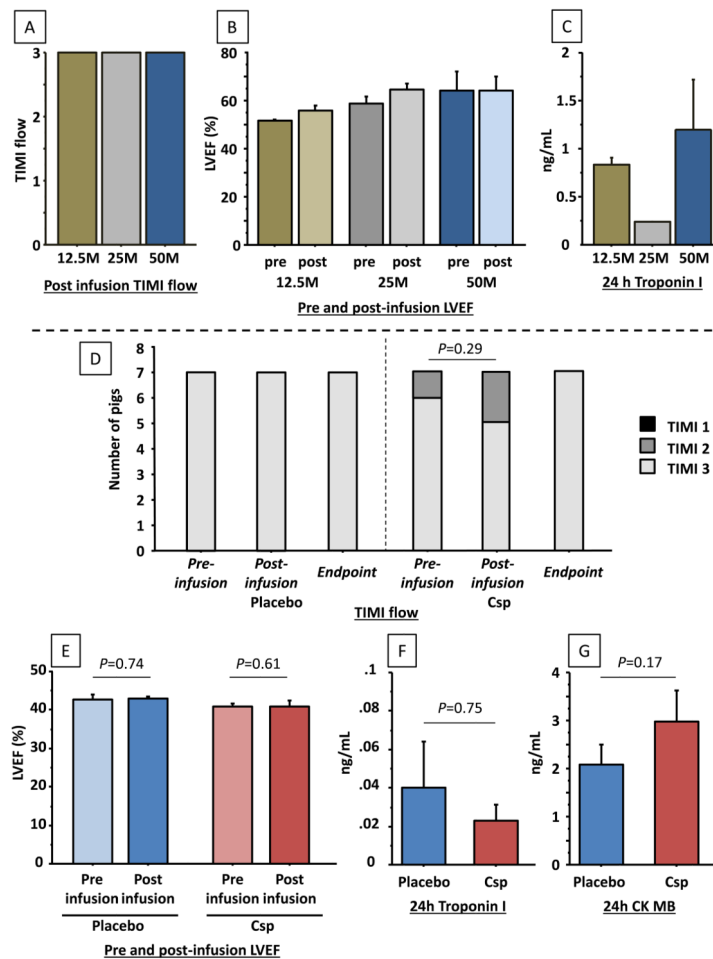 A
3
2
1
0
TIMI flow
12.5M 25M 50M
Post infusion TIMI flow
B
80
60
40
20
0
LVEF (%)
pre post pre post pre post
12.5M 25M 50M
Pre and post-infusion LVEF
C
2
1.5
1
0.5
0
ng/mL
12.5M 25M 50M
24 h Troponin I
D
8
7
6
5
4
3
2
1
0
Number of pigs
P=0.29
TIMI 1
TIMI 2
TIMI 3
Pre-infusion Post-infusion Endpoint
Placebo
Pre-infusion Post-infusion Endpoint
Csp
TIMI flow
E
50
40
30
20
10
0
LVEF (%)
P=0.74
P=0.61
Pre infusion Post infusion
Placebo
Pre infusion Post infusion
Csp
Pre and post-infusion LVEF
F
.1
.08
.06
.04
.02
0
ng/mL
P=0.75
Placebo Csp
24h Troponin I
G
4
3
3
2
1
0
ng/mL
P=0.17
Placebo Csp
24h CK MB